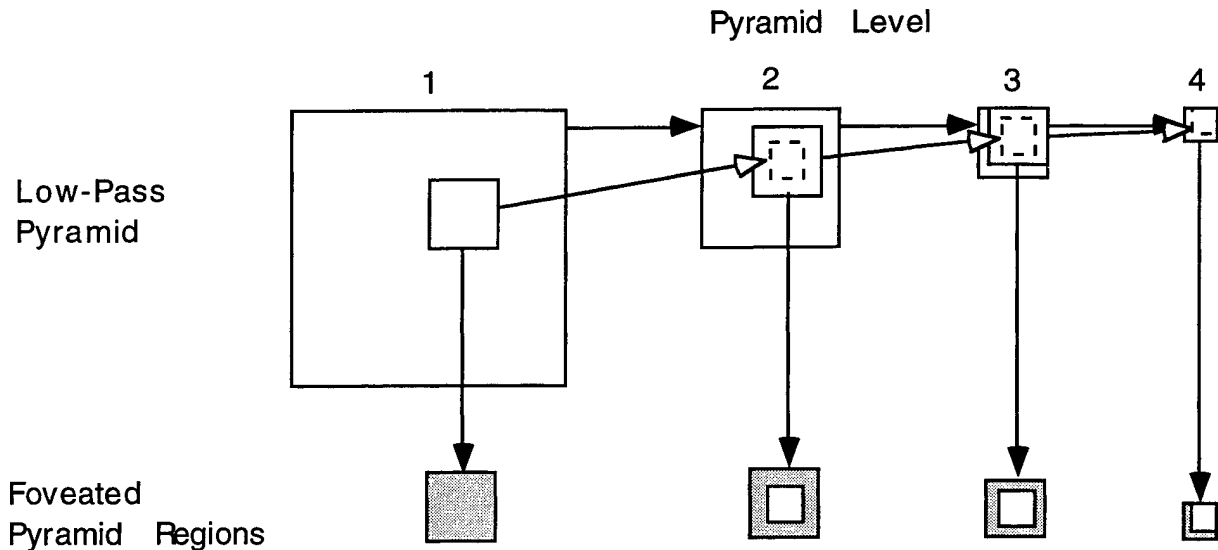 Pyramid Level
1 2 3 4
Low-Pass
Pyramid
Foveated
Pyramid Regions